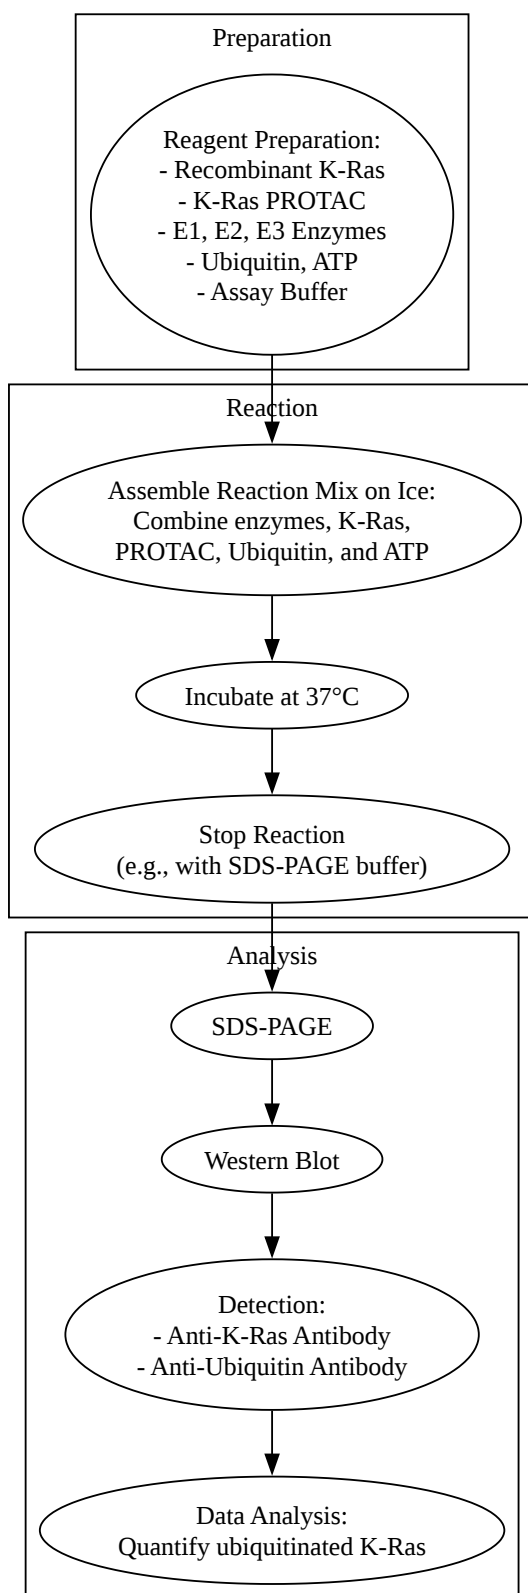 Preparation
Reagent Preparation:
- Recombinant K-Ras
- K-Ras PROTAC
- E1, E2, E3 Enzymes
- Ubiquitin, ATP
- Assay Buffer
Reaction
Assemble Reaction Mix on Ice:
Combine enzymes, K-Ras,
PROTAC, Ubiquitin, and ATP
Incubate at 37°C
Stop Reaction
(e.g., with SDS-PAGE buffer)
Analysis
SDS-PAGE
Western Blot
Detection:
- Anti-K-Ras Antibody
- Anti-Ubiquitin Antibody
Data Analysis:
Quantify ubiquitinated K-Ras